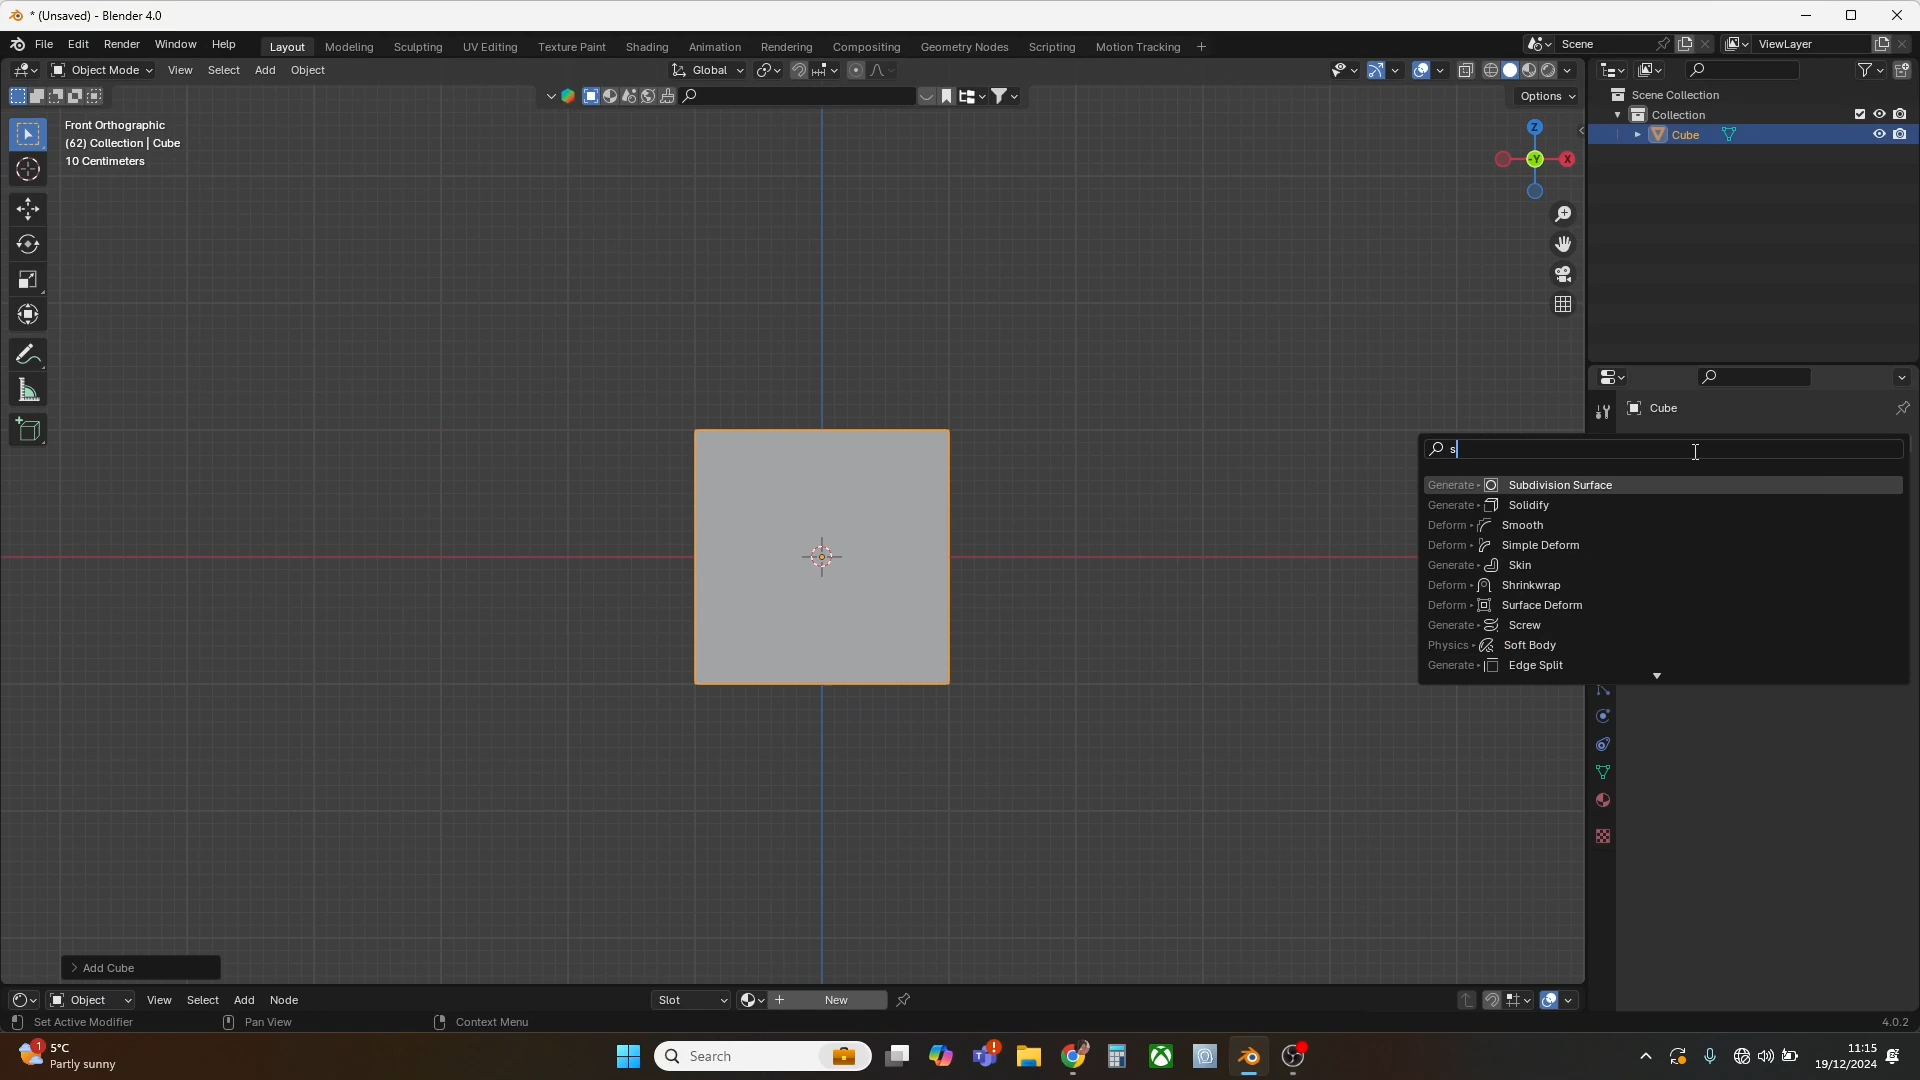 * (Unsaved) - Blender 4.0
File Edit Render Window Help Layout Modeling Sculpting UV Editing Texture Paint Shading Animation Rendering Compositing Geometry Nodes Scripting Motion Tracking + Scene ViewLayer
Object Mode View Select Add Object Global
Options
Front Orthographic
(62) Collection | Cube
10 Centimeters
Z
-Y
X
Scene Collection
Collection
Cube
Cube
s
Generate Subdivision Surface
Generate Solidify
Deform Smooth
Deform Simple Deform
Generate Skin
Deform Shrinkwrap
Deform Surface Deform
Generate Screw
Physics Soft Body
Generate Edge Split
Add Cube
Object View Select Add Node Slot New
Set Active Modifier Pan View Context Menu 4.0.2
1
5°C
Partly sunny
Search
11:15
19/12/2024